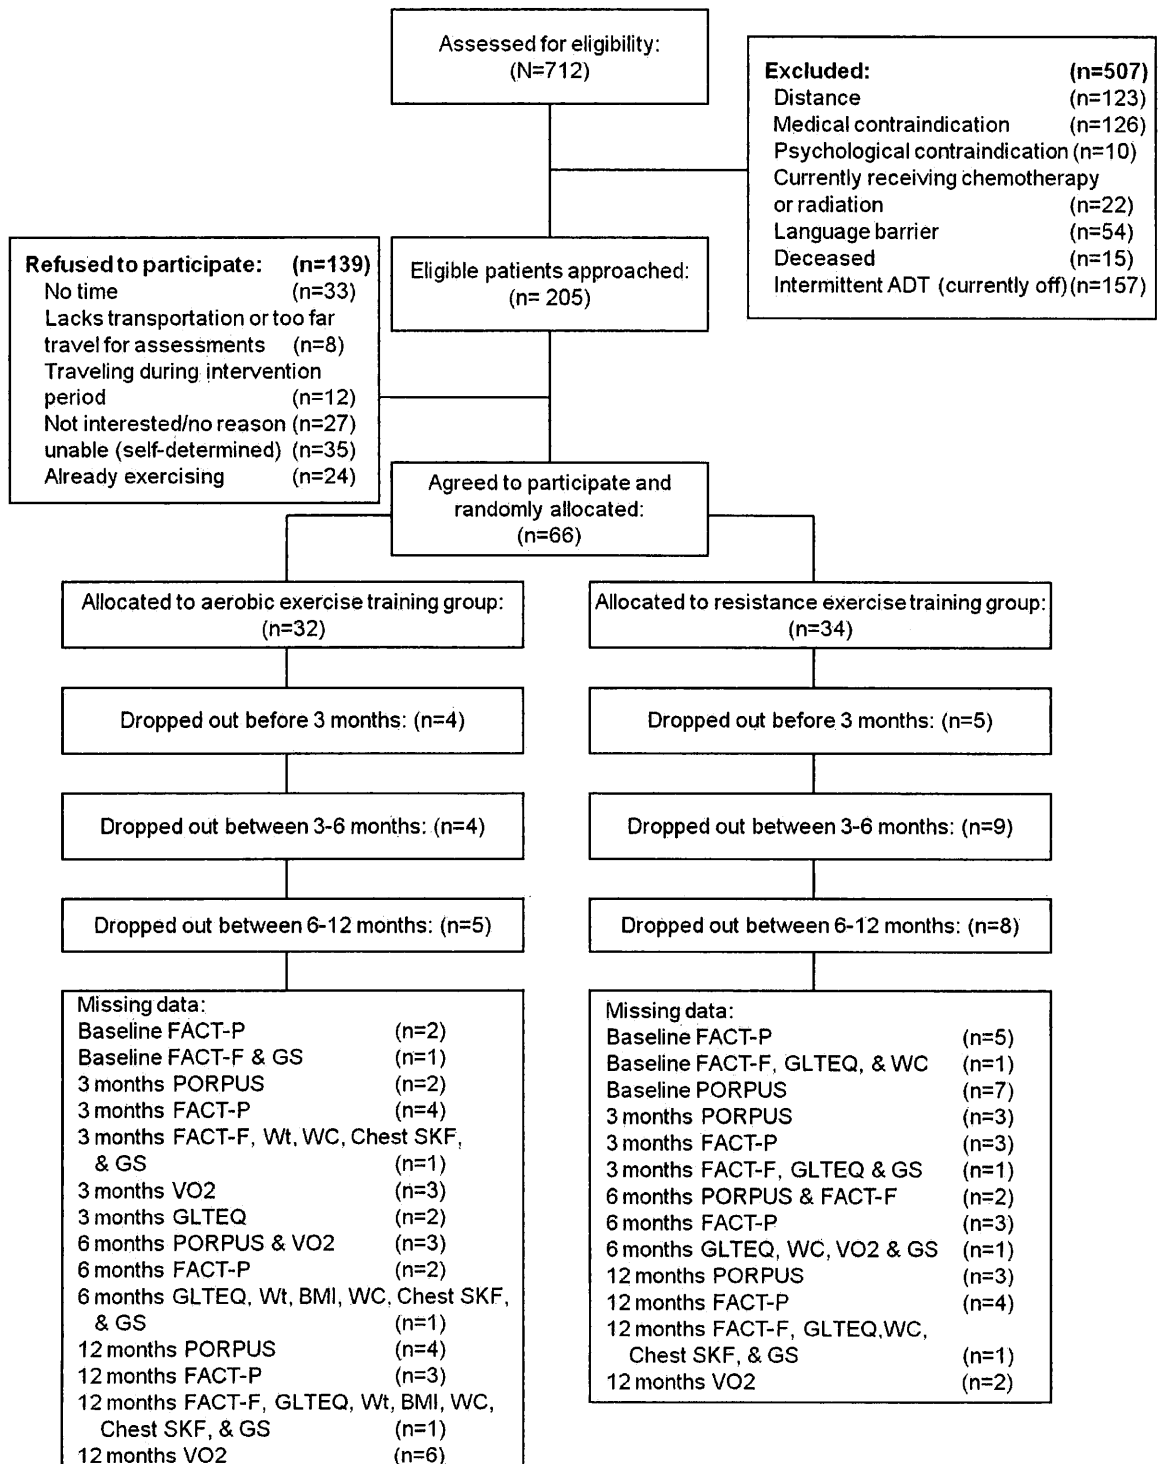 Assessed for eligibility:
(N=712)
Excluded: (n=507)
Distance (n=123)
Medical contraindication (n=126)
Psychological contraindication (n=10)
Currently receiving chemotherapy
or radiation (n=22)
Language barrier (n=54)
Deceased (n=15)
Intermittent ADT (currently off) (n=157)
Eligible patients approached:
(n= 205)
Refused to participate: (n=139)
No time (n=33)
Lacks transportation or too far
travel for assessments (n=8)
Traveling during intervention
period (n=12)
Not interested/no reason (n=27)
unable (self-determined) (n=35)
Already exercising (n=24)
Agreed to participate and
randomly allocated:
(n=66)
Allocated to aerobic exercise training group:
(n=32)
Dropped out before 3 months: (n=4)
Dropped out between 3-6 months: (n=4)
Dropped out between 6-12 months: (n=5)
Missing data:
Baseline FACT-P (n=2)
Baseline FACT-F & GS (n=1)
3 months PORPUS (n=2)
3 months FACT-P (n=4)
3 months FACT-F, Wt, WC, Chest SKF,
& GS (n=1)
3 months VO2 (n=3)
3 months GLTEQ (n=2)
6 months PORPUS & VO2 (n=3)
6 months FACT-P (n=2)
6 months GLTEQ, Wt, BMI, WC, Chest SKF,
& GS (n=1)
12 months PORPUS (n=4)
12 months FACT-P (n=3)
12 months FACT-F, GLTEQ, Wt, BMI, WC,
Chest SKF, & GS (n=1)
12 months VO2 (n=6)
Allocated to resistance exercise training group:
(n=34)
Dropped out before 3 months: (n=5)
Dropped out between 3-6 months: (n=9)
Dropped out between 6-12 months: (n=8)
Missing data:
Baseline FACT-P (n=5)
Baseline FACT-F, GLTEQ, & WC (n=1)
Baseline PORPUS (n=7)
3 months PORPUS (n=3)
3 months FACT-P (n=3)
3 months FACT-F, GLTEQ & GS (n=1)
6 months PORPUS & FACT-F (n=2)
6 months FACT-P (n=3)
6 months GLTEQ, WC, VO2 & GS (n=1)
12 months PORPUS (n=3)
12 months FACT-P (n=4)
12 months FACT-F, GLTEQ,WC,
Chest SKF, & GS (n=1)
12 months VO2 (n=2)